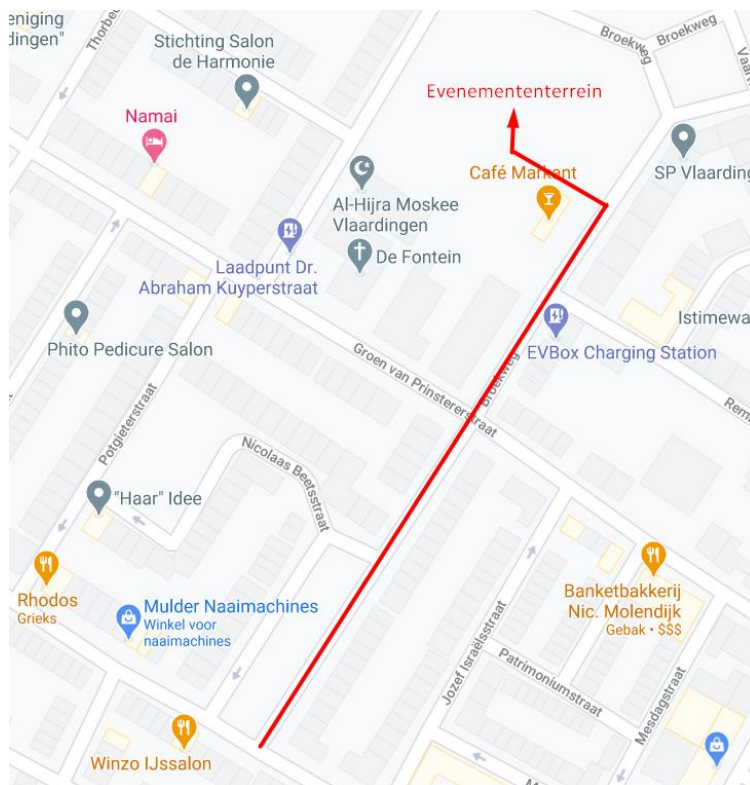 eniging
dingen"
Thorbe
Stichting Salon
de Harmonie
Broekweg
Broekweg
Vaart
Evenemententerrein
Namai
Café Markant
SP Vlaarding
Al-Hijra Moskee
Vlaardingen
De Fontein
Laadpunt Dr.
Abraham Kuyperstraat
Istimewa
Phito Pedicure Salon
EVBox Charging Station
Groen van Prinstererstraat
Broekweg
Rem
Potgieterstraat
Nicolaas Beetsstraat
"Haar" Idee
Rhodos
Grieks
Mulder Naaimachines
Winkel voor
naaimachines
Banketbakkerij
Nic. Molendijk
Gebak • $$$
Jozef Israëlsstraat
Patrimoniumstraat
Mesdagstraat
Winzo IJssalon
M